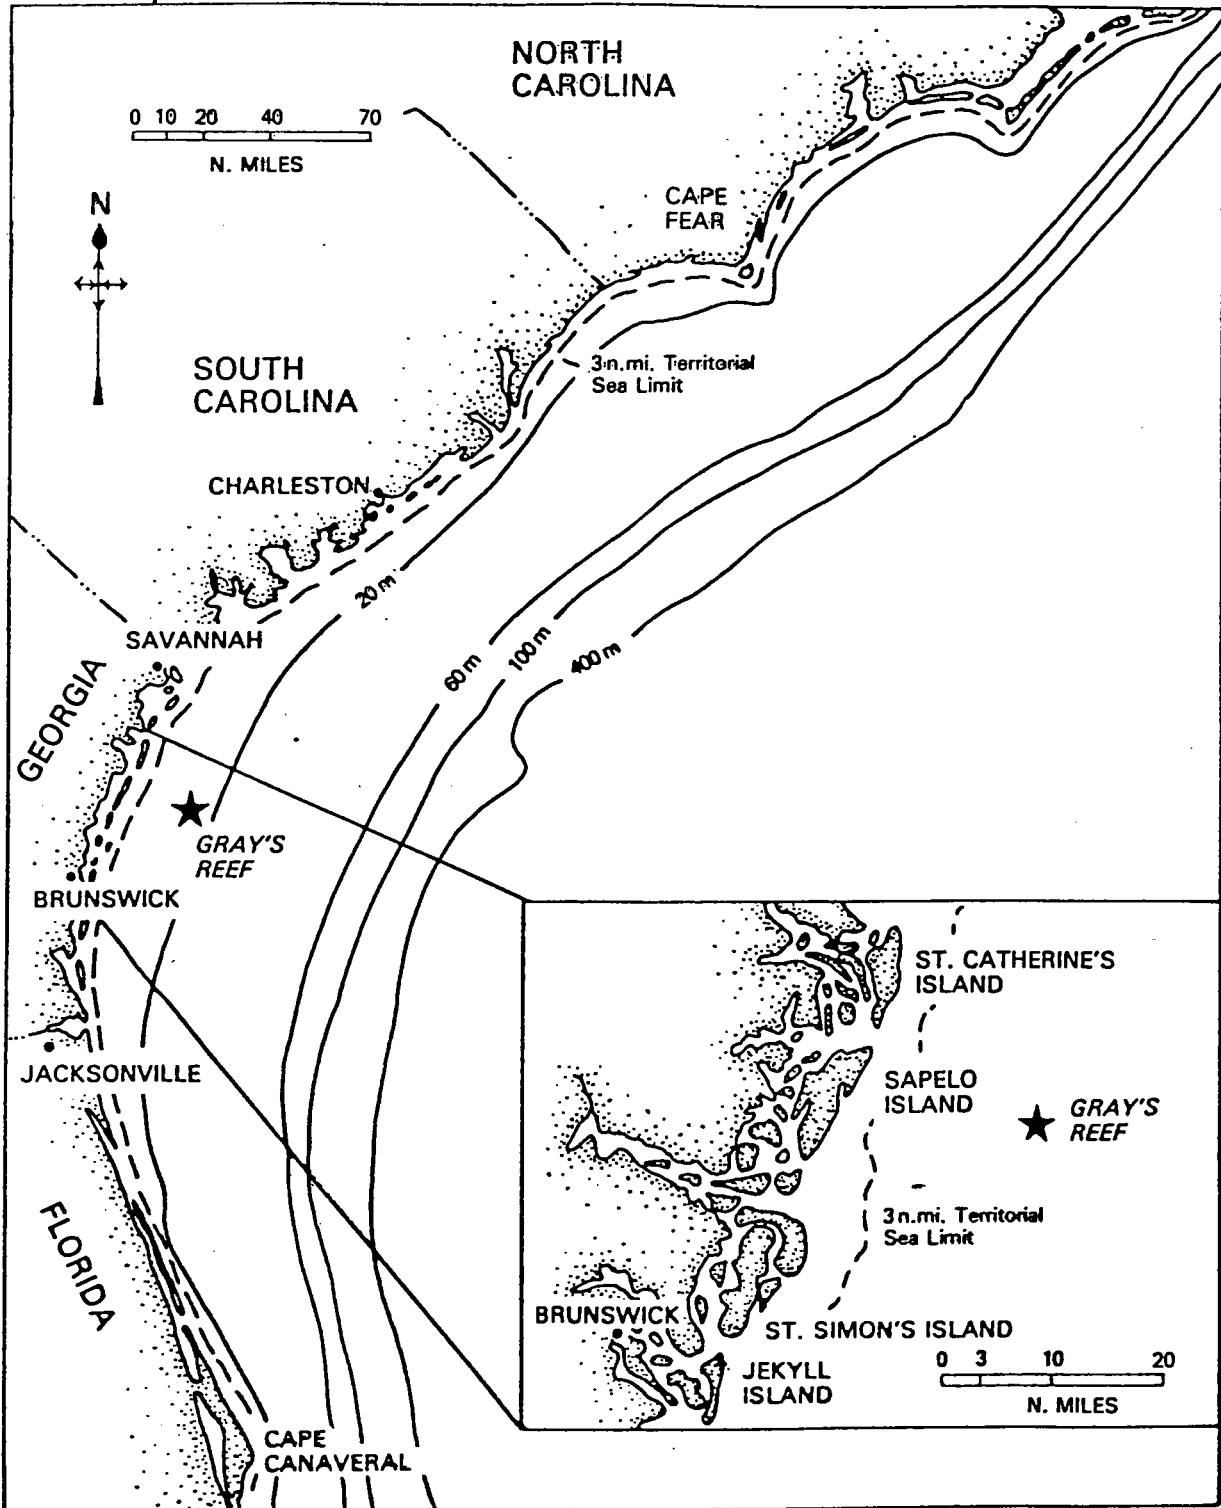 NORTH
CAROLINA
0 10 20 40 70
N. MILES
N
CAPE
FEAR
SOUTH
CAROLINA
3 n.mi. Territorial
Sea Limit
CHARLESTON
20 m
SAVANNAH
60 m
100 m
400 m
GEORGIA
GRAY'S
REEF
BRUNSWICK
JACKSONVILLE
FLORIDA
CAPE
CANAVERAL
ST. CATHERINE'S
ISLAND
SAPELO
ISLAND
GRAY'S
REEF
3 n.mi. Territorial
Sea Limit
BRUNSWICK
ST. SIMON'S ISLAND
JEKYLL
ISLAND
0 3 10 20
N. MILES